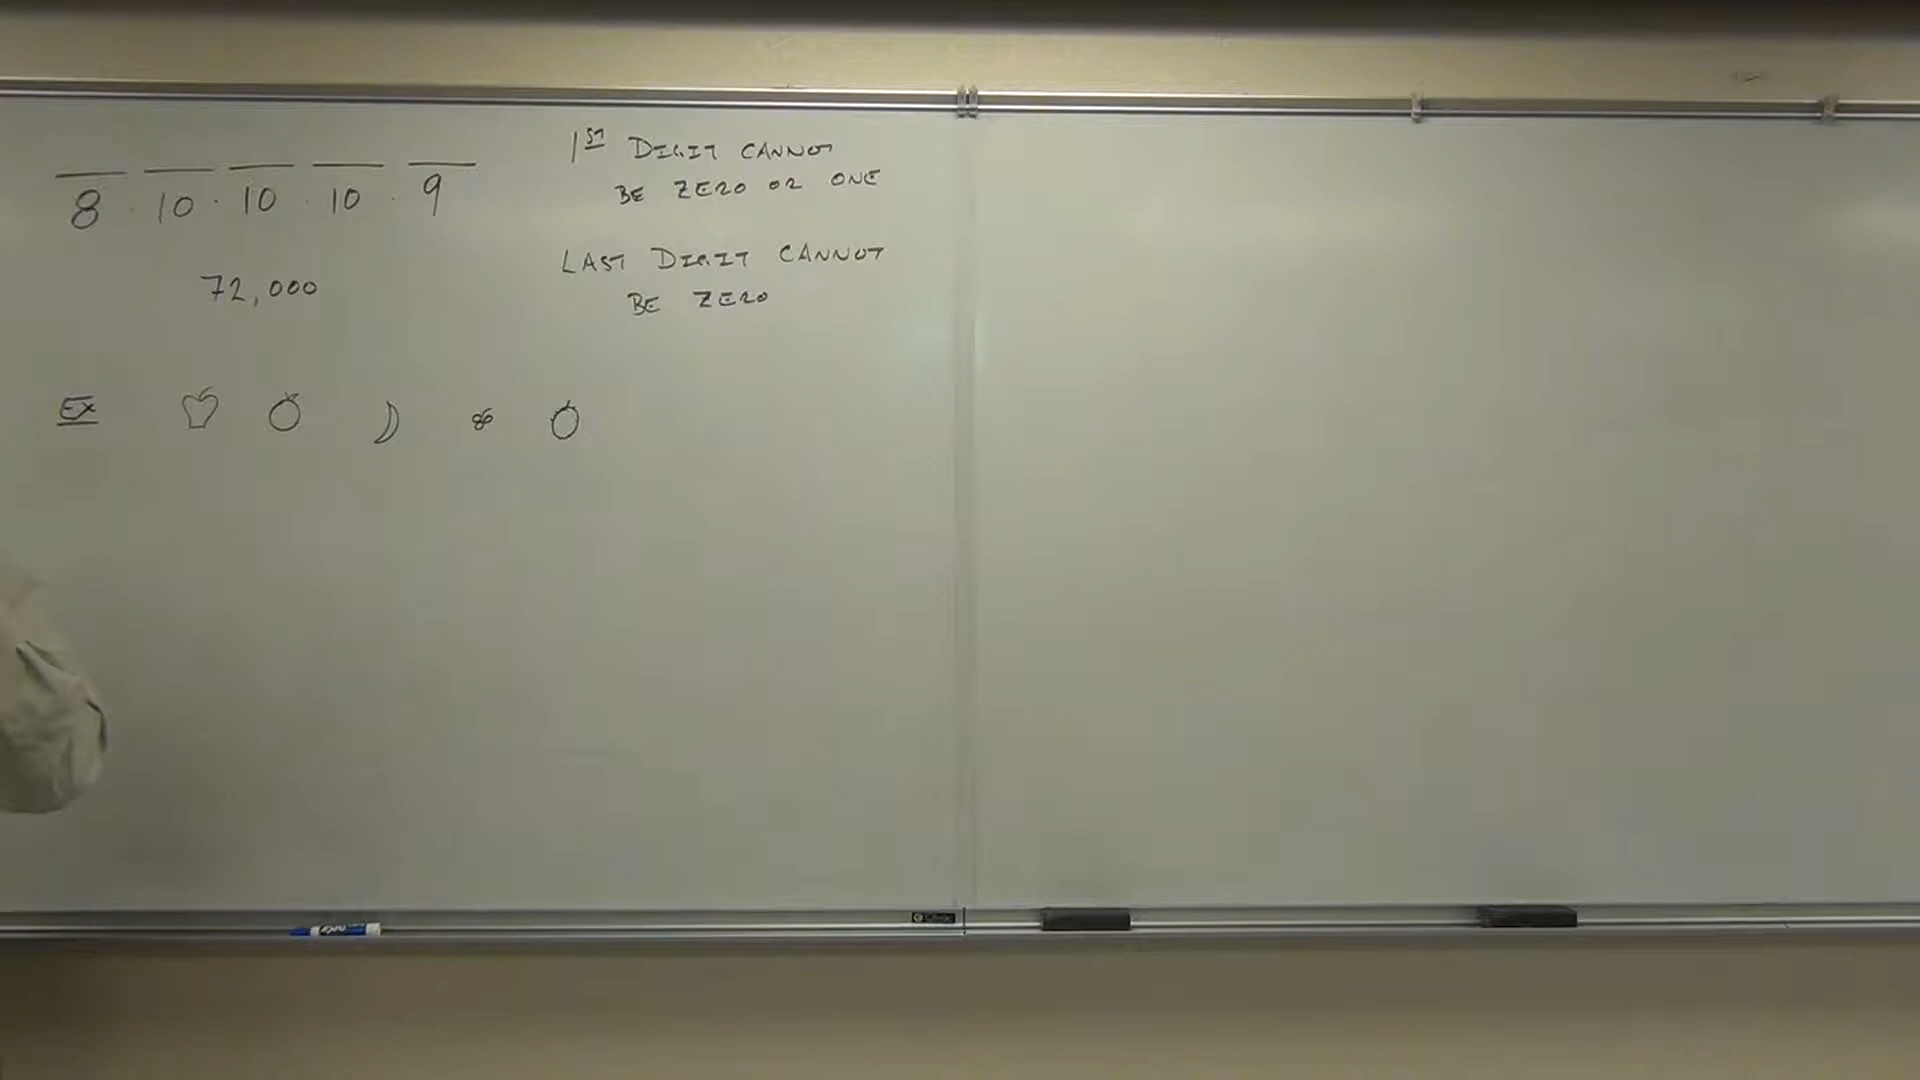 8 · 10 · 10 · 10 · 9
72,000
1ST DIGIT CANNOT
BE ZERO OR ONE
LAST DIGIT CANNOT
BE ZERO
EX
EXPO